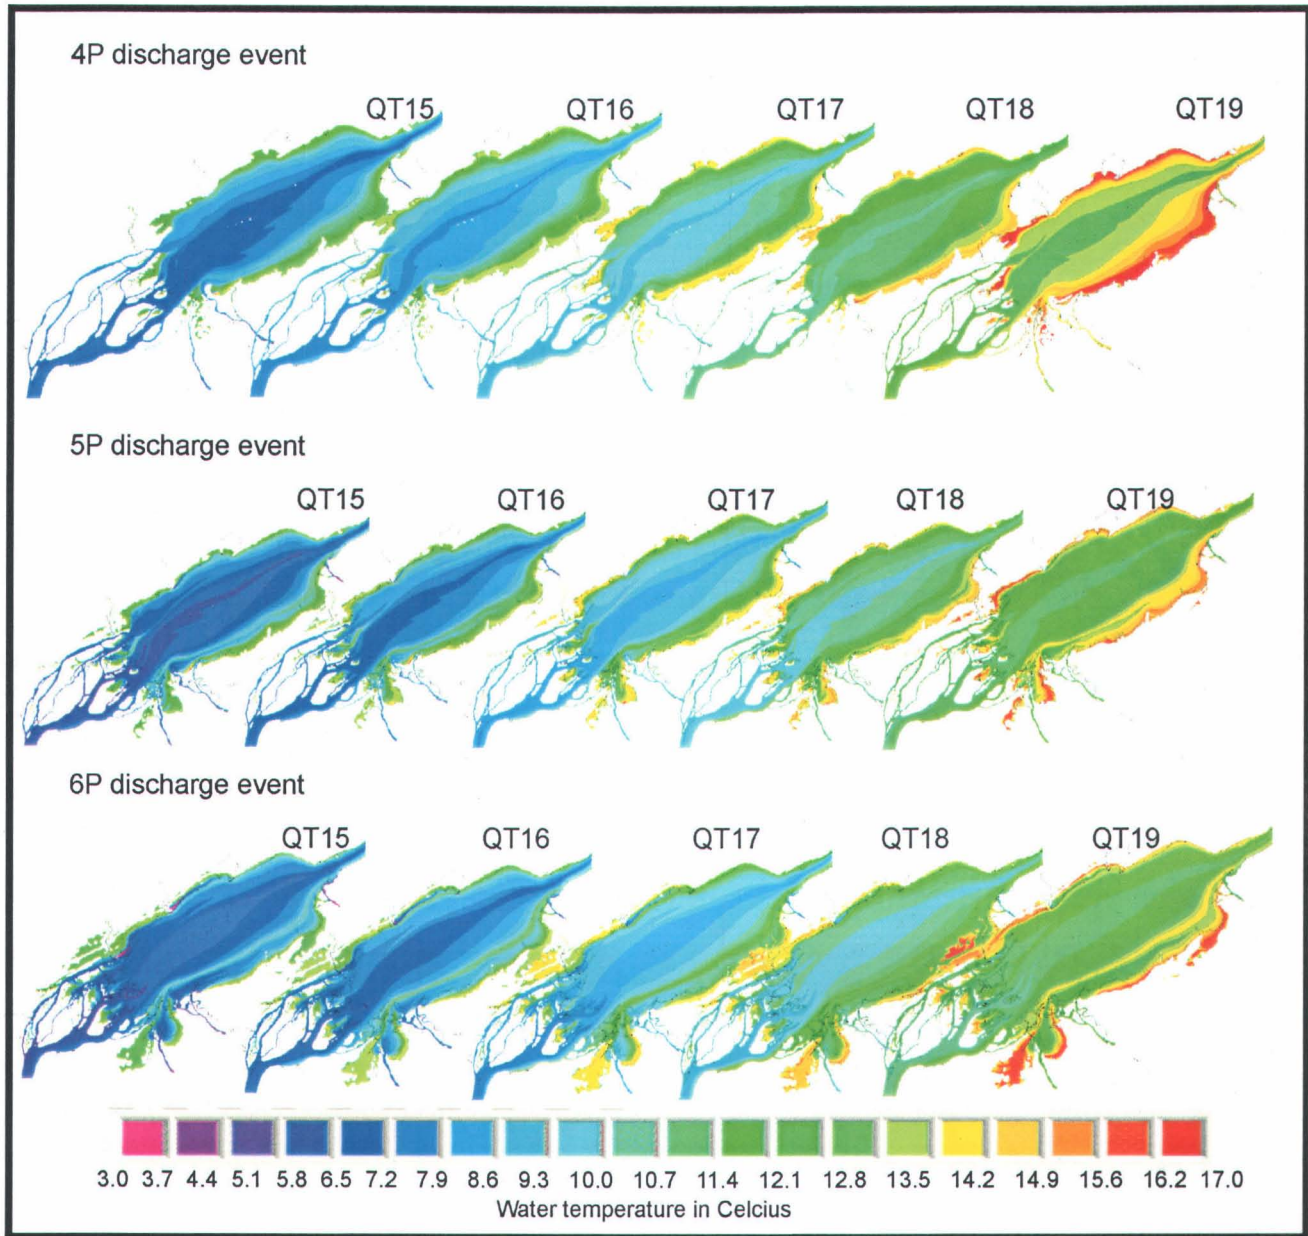 4P discharge event
QT15 QT16 QT17 QT18 QT19
5P discharge event
QT15 QT16 QT17 QT18 QT19
6P discharge event
QT15 QT16 QT17 QT18 QT19
3.0 3.7 4.4 5.1 5.8 6.5 7.2 7.9 8.6 9.3 10.0 10.7 11.4 12.1 12.8 13.5 14.2 14.9 15.6 16.2 17.0
Water temperature in Celcius